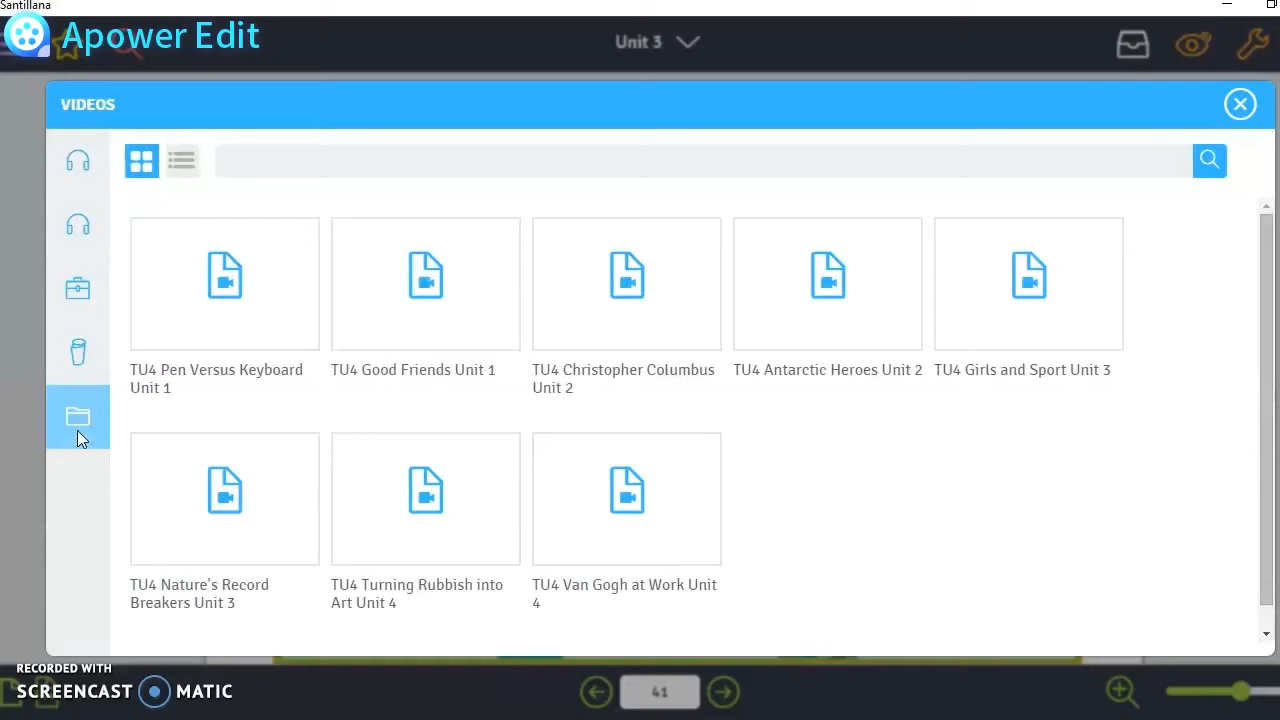 Santillana
Apower Edit
Unit 3
VIDEOS
TU4 Pen Versus Keyboard
Unit 1
TU4 Good Friends Unit 1
TU4 Christopher Columbus
Unit 2
TU4 Antarctic Heroes Unit 2
TU4 Girls and Sport Unit 3
TU4 Nature's Record
Breakers Unit 3
TU4 Turning Rubbish into
Art Unit 4
TU4 Van Gogh at Work Unit
4
RECORDED WITH
SCREENCAST MATIC
41